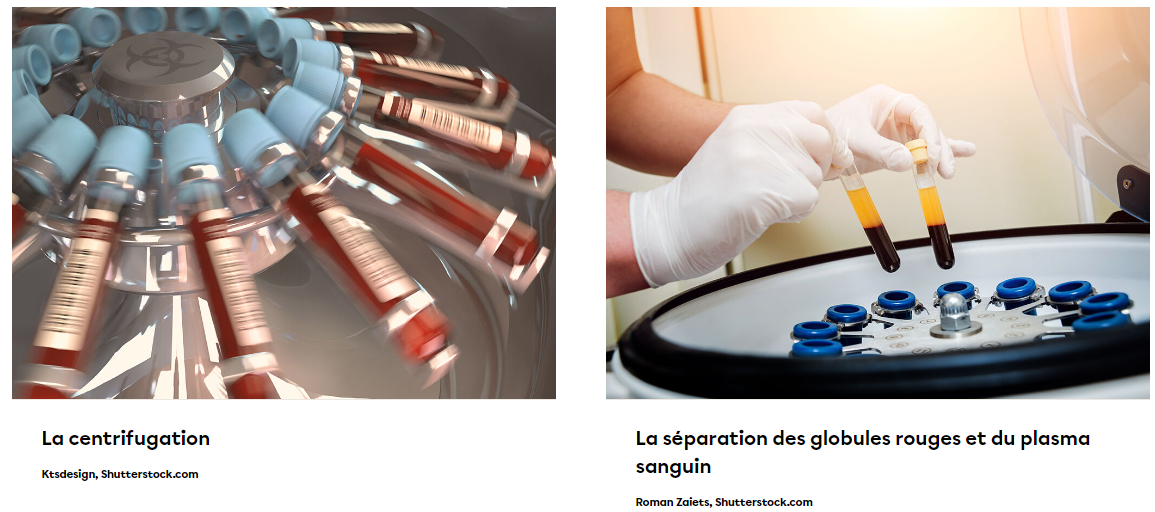 La centrifugation
Ktsdesign, Shutterstock.com
La séparation des globules rouges et du plasma
sanguin
Roman Zaiets, Shutterstock.com